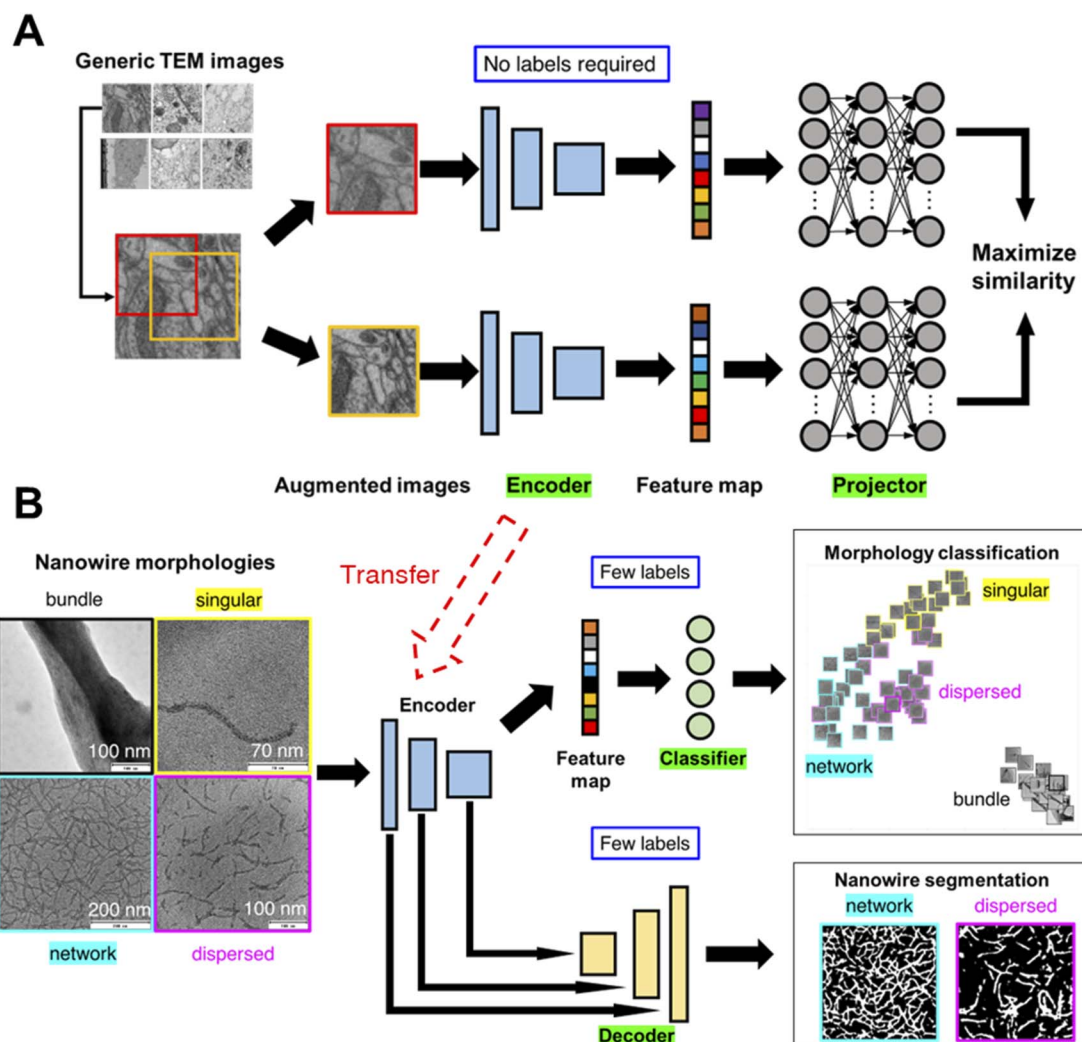 A
Generic TEM images
No labels required
Maximize
similarity
Augmented images
Encoder
Feature map
Projector
B
Nanowire morphologies
bundle
singular
100 nm
70 nm
200 nm
100 nm
network
dispersed
Transfer
Encoder
Few labels
Feature
map
Classifier
Few labels
Decoder
Morphology classification
singular
dispersed
network
bundle
Nanowire segmentation
network
dispersed